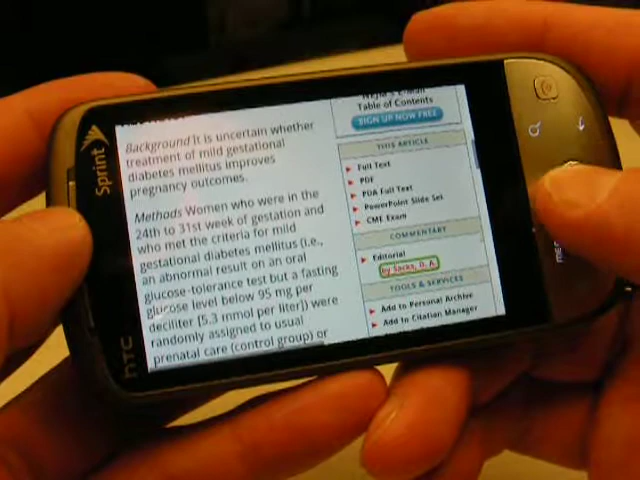 Sprint
hTC
Background It is uncertain whether
treatment of mild gestational
diabetes mellitus improves
pregnancy outcomes.
Methods Women who were in the
24th to 31st week of gestation and
who met the criteria for mild
gestational diabetes mellitus (i.e.,
an abnormal result on an oral
glucose-tolerance test but a fasting
glucose level below 95 mg per
deciliter [5.3 mmol per liter]) were
randomly assigned to usual
prenatal care (control group) or
E-Mail
Table of Contents
SIGN UP NOW FREE
THIS ARTICLE
Full Text
PDF
PDA Full Text
PowerPoint Slide Set
CME Exam
COMMENTARY
Editorial
by Sacks, D. A.
TOOLS & SERVICES
Add to Personal Archive
Add to Citation Manager